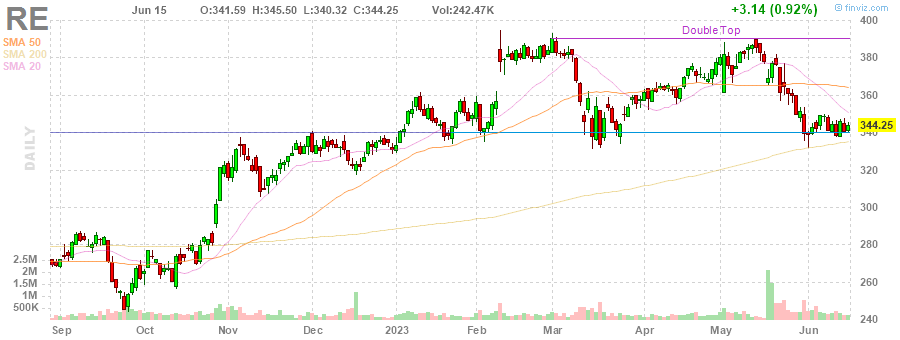 RE
Jun 15 O:341.59 H:345.50 L:340.32 C:344.25 Vol:242.47K +3.14 (0.92%) © finviz.com
SMA 50
SMA 200
SMA 20
DAILY
Double Top
400
380
360
344.25
340
320
300
280
260
240
2.5M
2M
1.5M
1M
500K
Sep Oct Nov Dec 2023 Feb Mar Apr May Jun